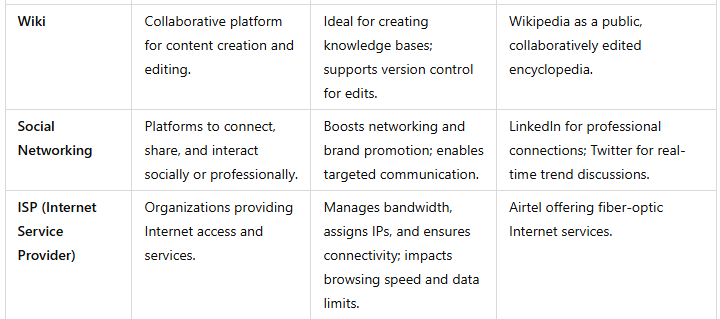 Wiki
Collaborative platform
for content creation and
editing.
Ideal for creating
knowledge bases;
supports version control
for edits.
Wikipedia as a public,
collaboratively edited
encyclopedia.
Social
Networking
Platforms to connect,
share, and interact
socially or professionally.
Boosts networking and
brand promotion; enables
targeted communication.
LinkedIn for professional
connections; Twitter for real-
time trend discussions.
ISP (Internet
Service
Provider)
Organizations providing
Internet access and
services.
Manages bandwidth,
assigns IPs, and ensures
connectivity; impacts
browsing speed and data
limits.
Airtel offering fiber-optic
Internet services.